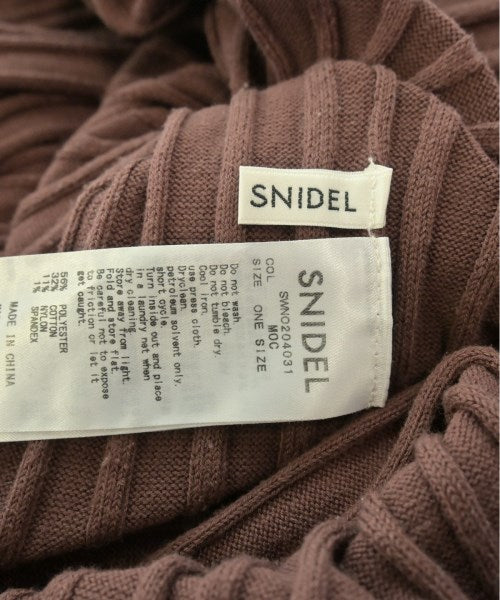 SNIDEL
SNIDEL
SWNO204031
COL MOC
SIZE ONE SIZE
Do not wash
Do not bleach.
Do not tumble dry.
Cool iron.
use press cloth
Dryclean.
petroleum solvent only.
short cycle.
Turn inside out and place
in a laundry net when
dry cleaning.
Store away from light.
Fold and store flat.
Be careful not to expose
to friction or let it
get caught.
56% POLYESTER
32% COTTON
11% NYLON
1% SPANDEX
MADE IN CHINA